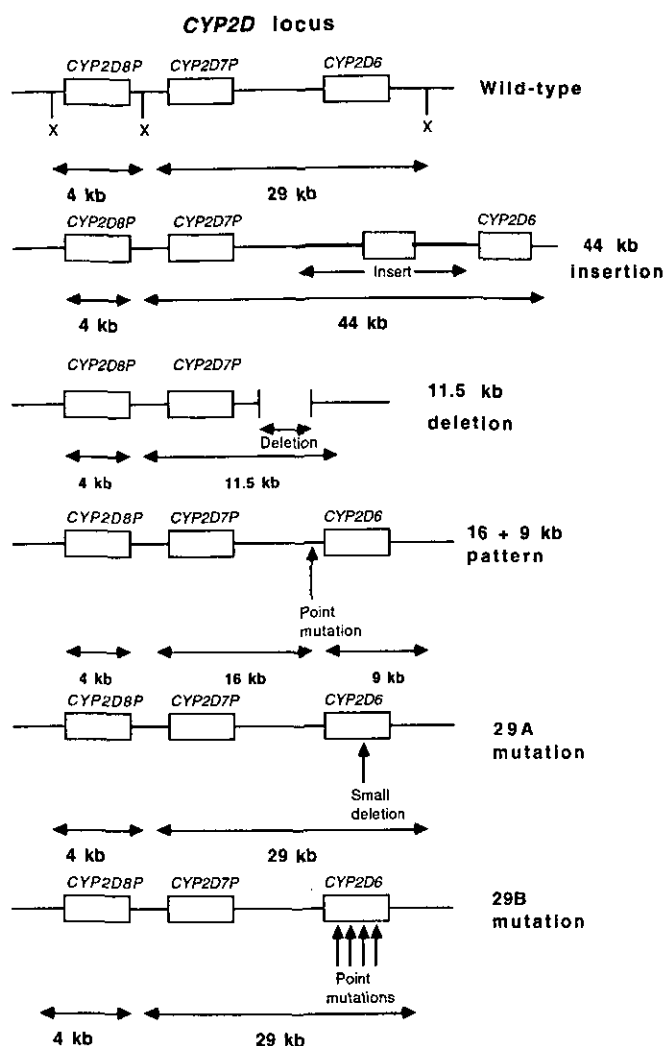 CYP2D locus
CYP2D8P CYP2D7P CYP2D6
Wild-type
X X X
4 kb 29 kb
CYP2D8P CYP2D7P CYP2D6
44 kb
insertion
Insert
4 kb 44 kb
CYP2D8P CYP2D7P
11.5 kb
deletion
Deletion
4 kb 11.5 kb
CYP2D8P CYP2D7P CYP2D6
16 + 9 kb
pattern
Point
mutation
4 kb 16 kb 9 kb
CYP2D8P CYP2D7P CYP2D6
29A
mutation
Small
deletion
4 kb 29 kb
CYP2D8P CYP2D7P CYP2D6
29B
mutation
Point
mutations
4 kb 29 kb